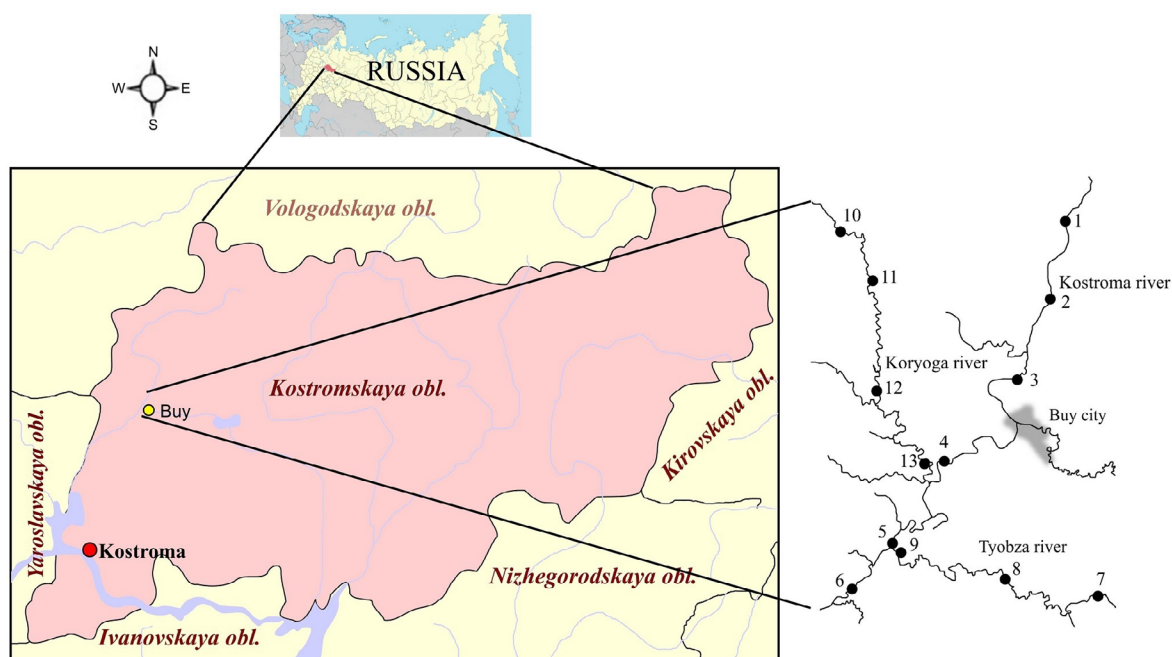 N
W E
S
RUSSIA
Vologodskaya obl.
Kostromskaya obl.
Buy
Kirovskaya obl.
Yaroslavskaya obl.
Kostroma
Nizhegorodskaya obl.
Ivanovskaya obl.
10
1
11
Kostroma river
2
Koryoga river
3
12
Buy city
4
13
5
9
Tyobza river
8
6
7